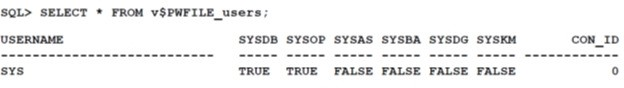 SQL> SELECT * FROM v$PWFILE_users;
USERNAME SYSDB SYSOP SYSAS SYSBA SYSDG SYSKM CON_ID
------------------------------ ----- ----- ----- ----- ----- ----- ----------
SYS TRUE TRUE FALSE FALSE FALSE FALSE 0